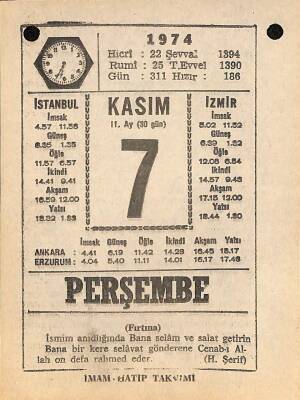 1974
Hicrî : 22 Şevval 1394
Rumî : 25 T.Evvel 1390
Gün : 311 Hızır : 186
İSTANBUL
İmsak
4.57 11.56
Güneş
6.35 1.35
Öğle
11.57 6.57
İkindi
14.41 9.41
Akşam
16.59 12.00
Yatsı
18.32 1.33
KASIM
11. Ay (30 gün)
7
İZMİR
İmsak
5.02 11.52
Güneş
6.39 1.32
Öğle
12.06 6.54
İkindi
14.57 9.43
Akşam
17.15 12.00
Yatsı
18.44 1.30
İmsak Güneş Öğle İkindi Akşam Yatsı
ANKARA : 4.41 6.19 11.42 14.28 16.45 18.17
ERZURUM : 4.04 5.40 11.11 14.01 16.17 17.48
PERŞEMBE
(Fırtına)
İsmim anıldığında Bana selâm ve salat getirin
Bana bir kere selâvat gönderene Cenab-ı Al-
lah on defa rahmed eder. (H. Şerif)
İMAM-HATİP TAKVİMİ